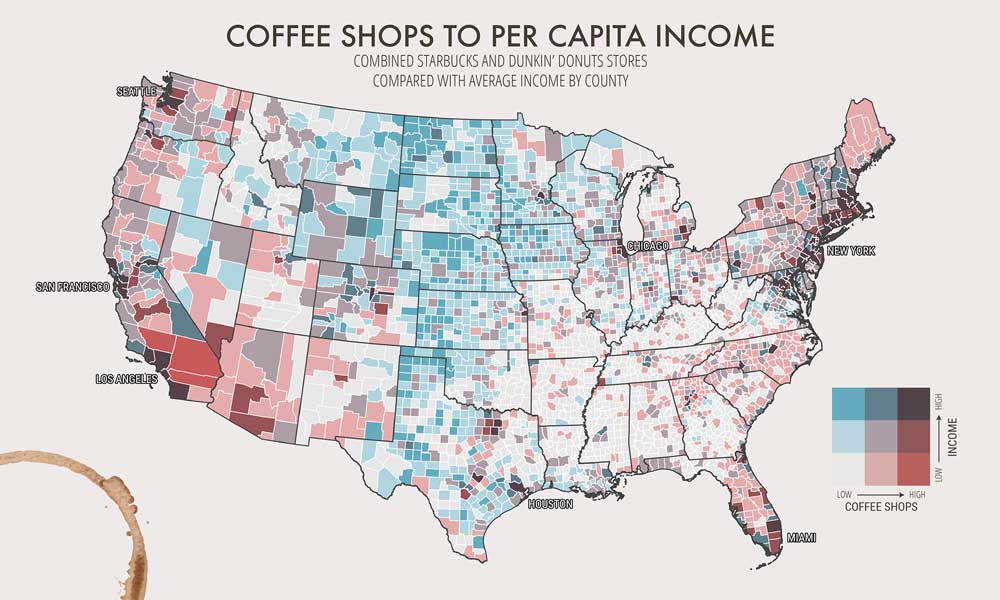 COFFEE SHOPS TO PER CAPITA INCOME
COMBINED STARBUCKS AND DUNKIN' DONUTS STORES
COMPARED WITH AVERAGE INCOME BY COUNTY
SEATTLE
CHICAGO
NEW YORK
SAN FRANCISCO
LOS ANGELES
HOUSTON
MIAMI
HIGH
INCOME
LOW
LOW
HIGH
COFFEE SHOPS